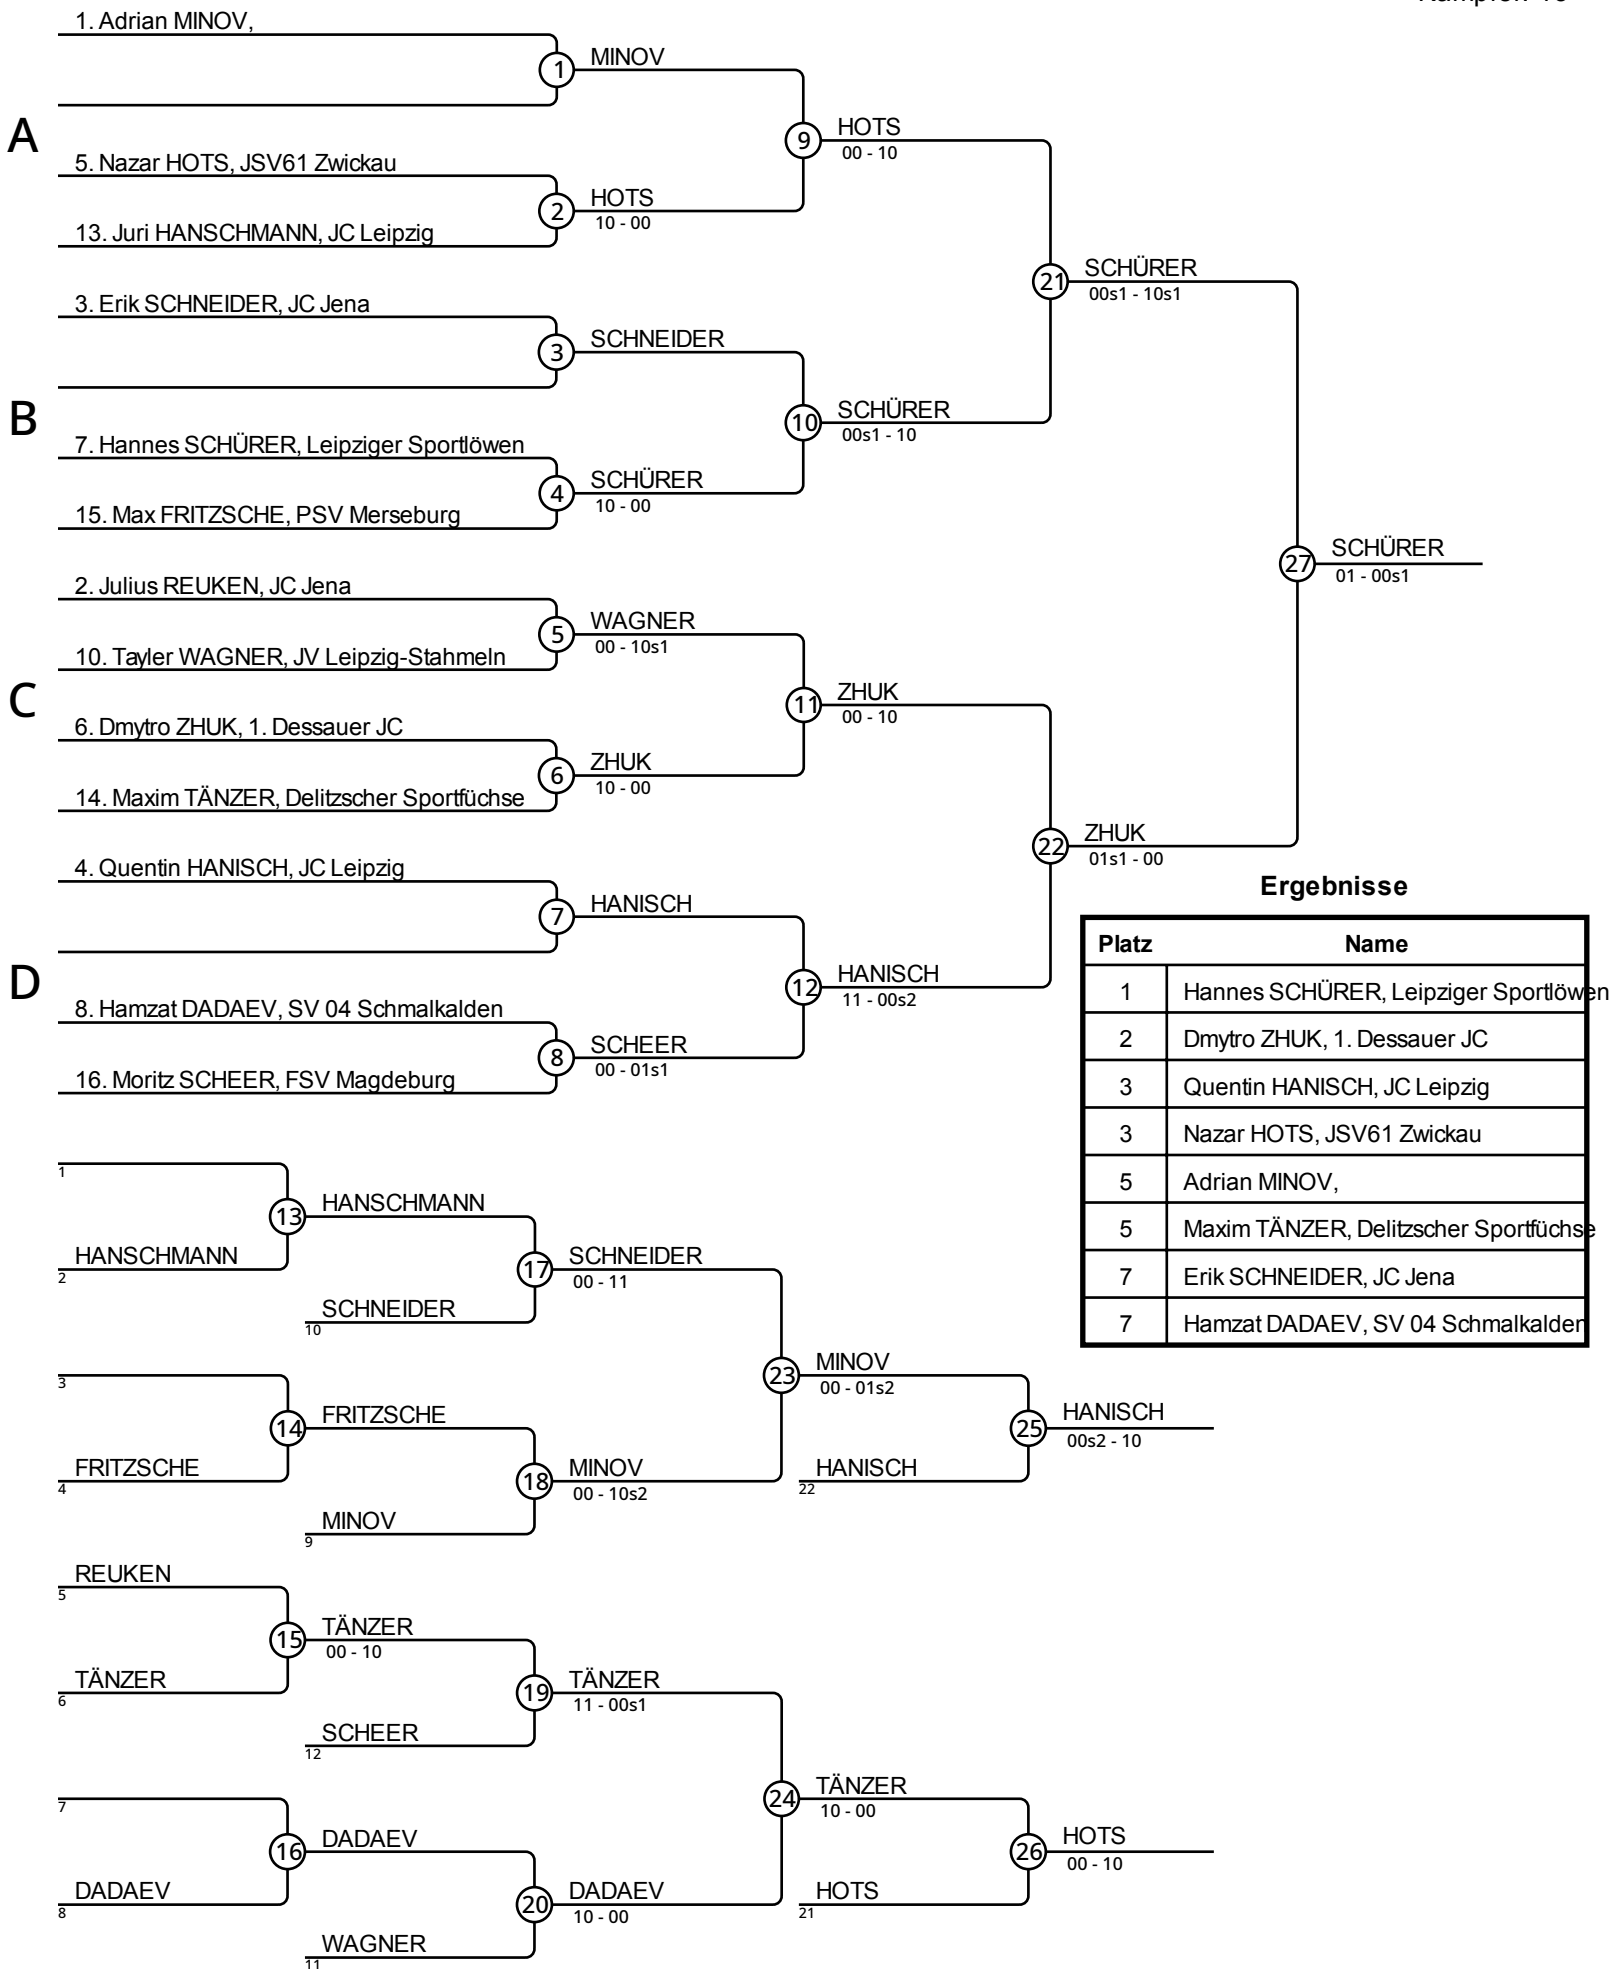 1. Adrian MINOV,
1
MINOV
A
9
HOTS
00 - 10
5. Nazar HOTS, JSV61 Zwickau
2
HOTS
10 - 00
13. Juri HANSCHMANN, JC Leipzig
21
SCHÜRER
00s1 - 10s1
3. Erik SCHNEIDER, JC Jena
3
SCHNEIDER
B
10
SCHÜRER
00s1 - 10
7. Hannes SCHÜRER, Leipziger Sportlöwen
4
SCHÜRER
10 - 00
15. Max FRITZSCHE, PSV Merseburg
27
SCHÜRER
01 - 00s1
2. Julius REUKEN, JC Jena
5
WAGNER
00 - 10s1
10. Tayler WAGNER, JV Leipzig-Stahmeln
C
11
ZHUK
00 - 10
6. Dmytro ZHUK, 1. Dessauer JC
6
ZHUK
10 - 00
14. Maxim TÄNZER, Delitzscher Sportfüchse
22
ZHUK
01s1 - 00
4. Quentin HANISCH, JC Leipzig
7
HANISCH
D
12
HANISCH
11 - 00s2
8. Hamzat DADAEV, SV 04 Schmalkalden
8
SCHEER
00 - 01s1
16. Moritz SCHEER, FSV Magdeburg
Ergebnisse
Platz Name
1 Hannes SCHÜRER, Leipziger Sportlöwen
2 Dmytro ZHUK, 1. Dessauer JC
3 Quentin HANISCH, JC Leipzig
3 Nazar HOTS, JSV61 Zwickau
5 Adrian MINOV,
5 Maxim TÄNZER, Delitzscher Sportfüchse
7 Erik SCHNEIDER, JC Jena
7 Hamzat DADAEV, SV 04 Schmalkalden
1
13
HANSCHMANN
HANSCHMANN
2
17
SCHNEIDER
00 - 11
SCHNEIDER
10
23
MINOV
00 - 01s2
3
14
FRITZSCHE
FRITZSCHE
4
18
MINOV
00 - 10s2
MINOV
9
25
HANISCH
00s2 - 10
HANISCH
22
REUKEN
5
15
TÄNZER
00 - 10
TÄNZER
6
19
TÄNZER
11 - 00s1
SCHEER
12
24
TÄNZER
10 - 00
7
16
DADAEV
DADAEV
8
20
DADAEV
10 - 00
WAGNER
11
26
HOTS
00 - 10
HOTS
21